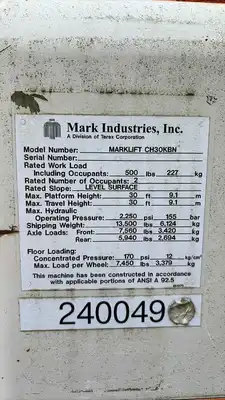 Mark Industries, Inc.
A Division of Terex Corporation
Model Number: MARKLIFT CH30KBN
Serial Number:
Rated Work Load
Including Occupants: 500 lbs 227 kg
Rated Number of Occupants: 2
Rated Slope: LEVEL SURFACE
Max. Platform Height: 30 ft. 9.1 m
Max. Travel Height: 30 ft. 9.1 m
Max. Hydraulic
Operating Pressure: 2,250 psi 155 bar
Shipping Weight: 13,500 lbs 6,124 kg
Axle Loads: Front: 7,560 lbs 3,420 kg
Rear: 5,940 lbs 2,694 kg
Floor Loading:
Concentrated Pressure: 170 psi 12 kg/cm²
Max. Load per Wheel: 7,450 lbs 3,379 kg
This machine has been constructed in accordance
with applicable portions of ANSI A 92.5
240049